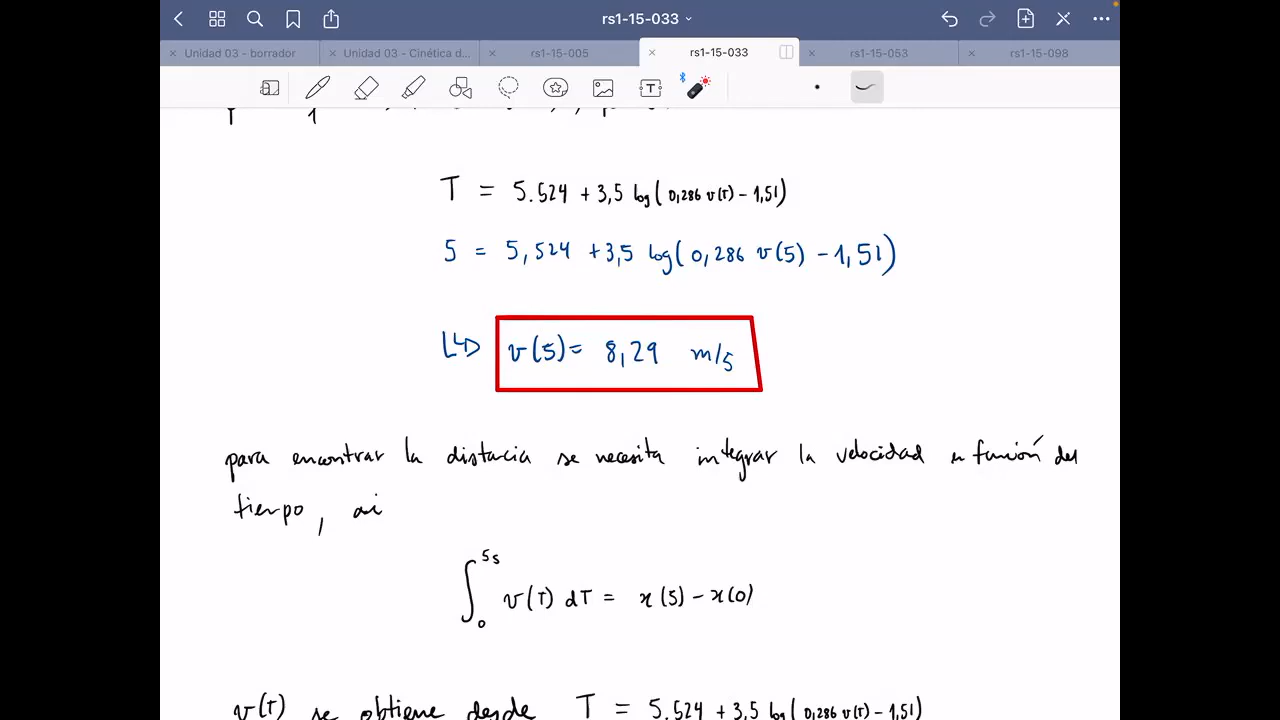 rs1-15-033
Unidad 03 - borrador
Unidad 03 - Cinética d...
rs1-15-005
rs1-15-033
rs1-15-053
rs1-15-098
T = 5.524 + 3,5 log( 0,286 v(T) - 1,51)
5 = 5,524 + 3,5 log( 0,286 v(5) - 1,51)
v(5) = 8,29 m/s
para encontrar la distacia se necesita integrar la velocidad en función del
tiempo, asi
∫₀^5s v(T) dT = x(5) - x(0)
v(T) se obtiene desde T = 5.524 + 3,5 log( 0,286 v(T) - 1,51)